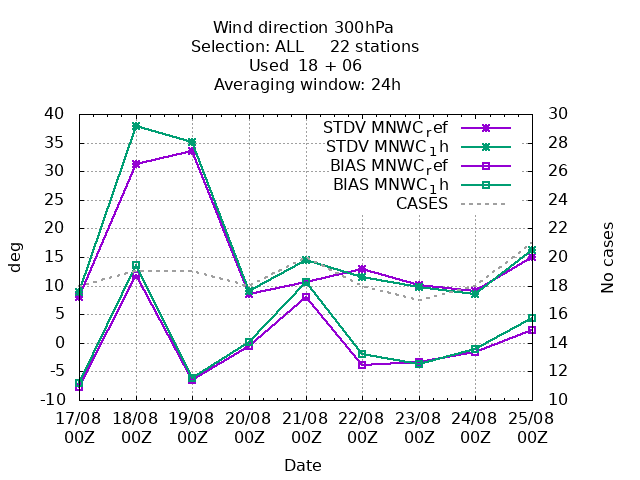 Wind direction 300hPa
Selection: ALL 22 stations
Used 18 + 06
Averaging window: 24h
40 30
35 28
30 26
25 24
20 22
15 20
10 18
5 16
0 14
-5 12
-10 10
STDV MNWC_ref
STDV MNWC_1h
BIAS MNWC_ref
BIAS MNWC_1h
CASES
deg
No cases
17/08 18/08 19/08 20/08 21/08 22/08 23/08 24/08 25/08
00Z 00Z 00Z 00Z 00Z 00Z 00Z 00Z 00Z
Date